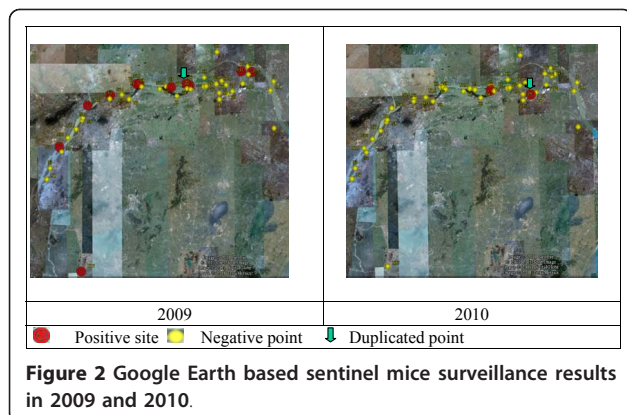 2009 2010
Positive site Negative point Duplicated point
Figure 2 Google Earth based sentinel mice surveillance results
in 2009 and 2010.